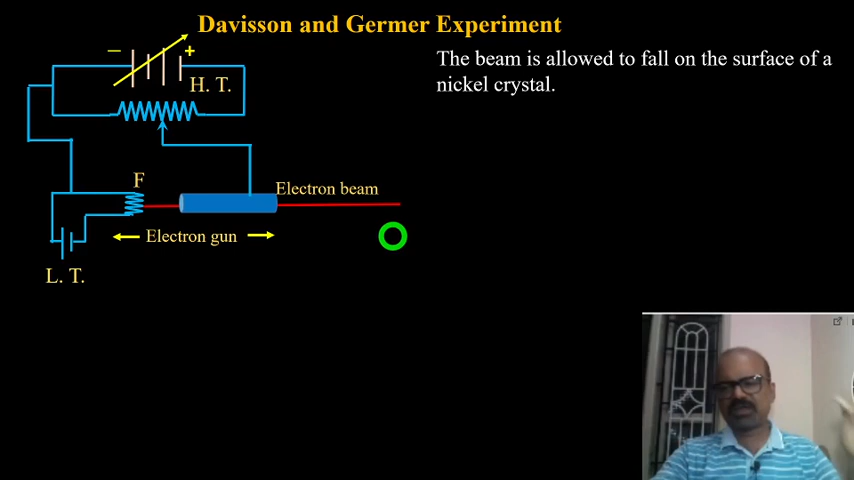 Davisson and Germer Experiment
− +
H. T.
The beam is allowed to fall on the surface of a
nickel crystal.
F
Electron beam
Electron gun
L. T.